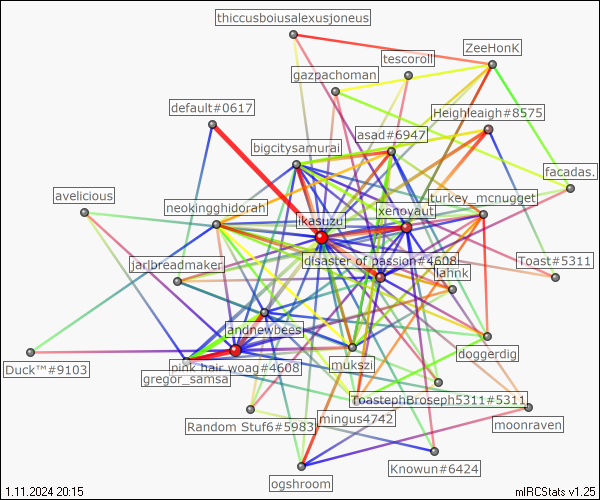 thiccusboiusalexusjoneus
ZeeHonK
tescoroll
gazpachoman
default#0617
Heighleaigh#8575
asad#6947
bigcitysamurai
facadas.
avelicious
turkey_mcnugget
neokingghidorah
xenoyaut
ikasuzu
disaster of passion#4608
Toast#5311
jarlbreadmaker
lahnk
andnewbees
doggerdig
mukszi
Duck™#9103
pink hair woag#4608
gregor_samsa
ToastephBroseph5311#5311
mingus4742
Random Stuf6#5983
moonraven
Knowun#6424
ogshroom
1.11.2024 20:15
mIRCStats v1.25